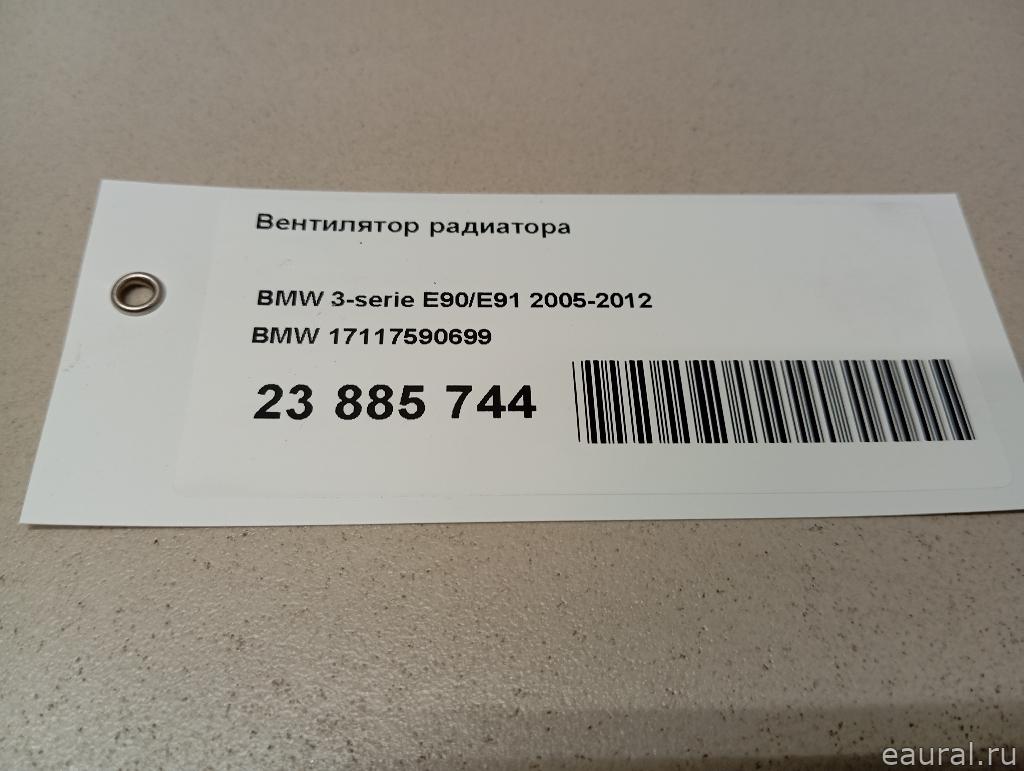 Вентилятор радиатора
BMW 3-serie E90/E91 2005-2012
BMW 17117590699
23 885 744
eaural.ru